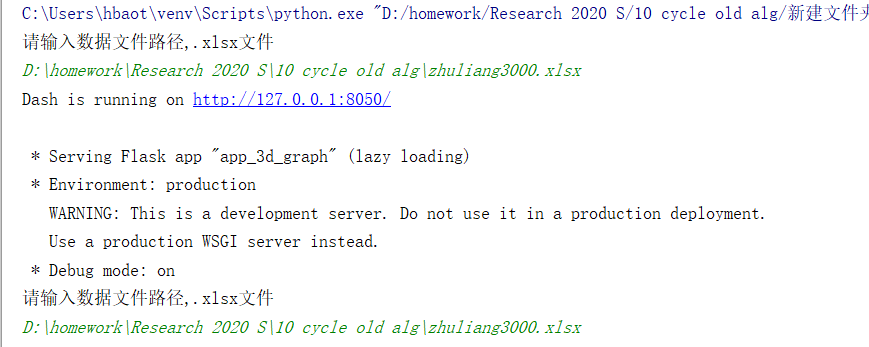 C:\Users\hbaot\venv\Scripts\python.exe "D:/homework/Research 2020 S/10 cycle old alg/新建文件夹
请输入数据文件路径,.xlsx文件
D:\homework\Research 2020 S\10 cycle old alg\zhuliang3000.xlsx
Dash is running on http://127.0.0.1:8050/
* Serving Flask app "app_3d_graph" (lazy loading)
* Environment: production
WARNING: This is a development server. Do not use it in a production deployment.
Use a production WSGI server instead.
* Debug mode: on
请输入数据文件路径,.xlsx文件
D:\homework\Research 2020 S\10 cycle old alg\zhuliang3000.xlsx